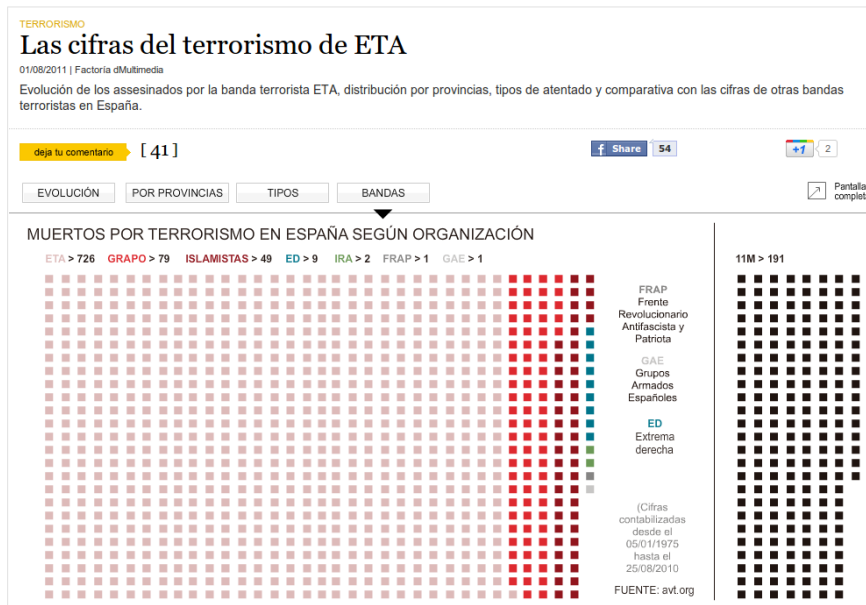 TERRORISMO
Las cifras del terrorismo de ETA
01/08/2011 | Factoría dMultimedia
Evolución de los assesinados por la banda terrorista ETA, distribución por provincias, tipos de atentado y comparativa con las cifras de otras bandas
terroristas en España.
deja tu comentario [ 41 ]
f Share 54
+1 2
EVOLUCIÓN POR PROVINCIAS TIPOS BANDAS
Pantalla
complet
MUERTOS POR TERRORISMO EN ESPAÑA SEGÚN ORGANIZACIÓN
ETA > 726 GRAPO > 79 ISLAMISTAS > 49 ED > 9 IRA > 2 FRAP > 1 GAE > 1
11M > 191
FRAP
Frente
Revolucionario
Antifascista y
Patriota
GAE
Grupos
Armados
Españoles
ED
Extrema
derecha
(Cifras
contabilizadas
desde el
05/01/1975
hasta el
25/08/2010
FUENTE: avt.org